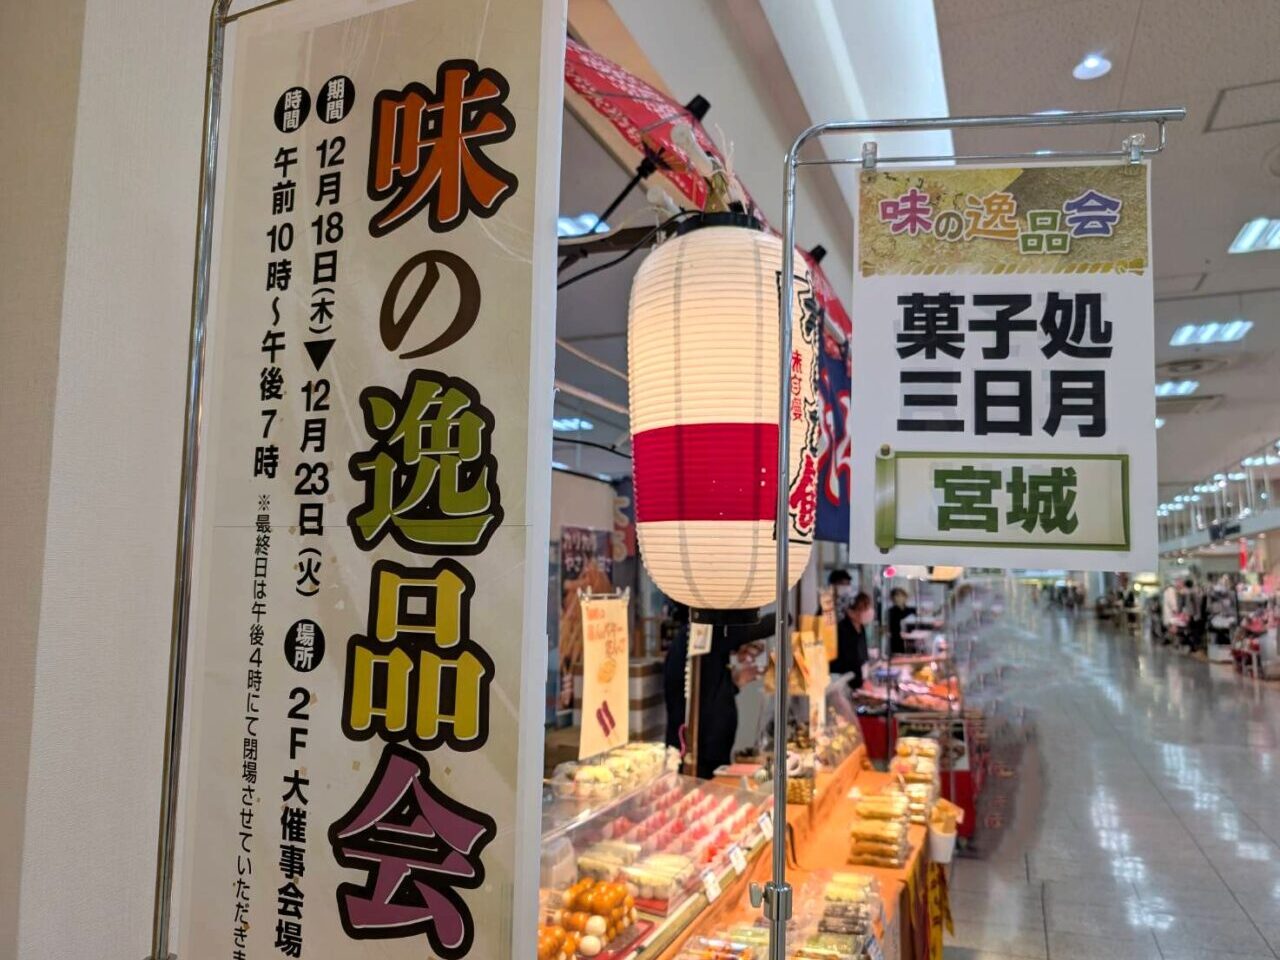 味の逸品会
期間 12月18日(木)▼12月23日(火) 場所 2F大催事会場
時間 午前10時～午後7時 ※最終日は午後4時にて閉場させていただきま
味の逸品会
菓子処
三日月
宮城
味自慢